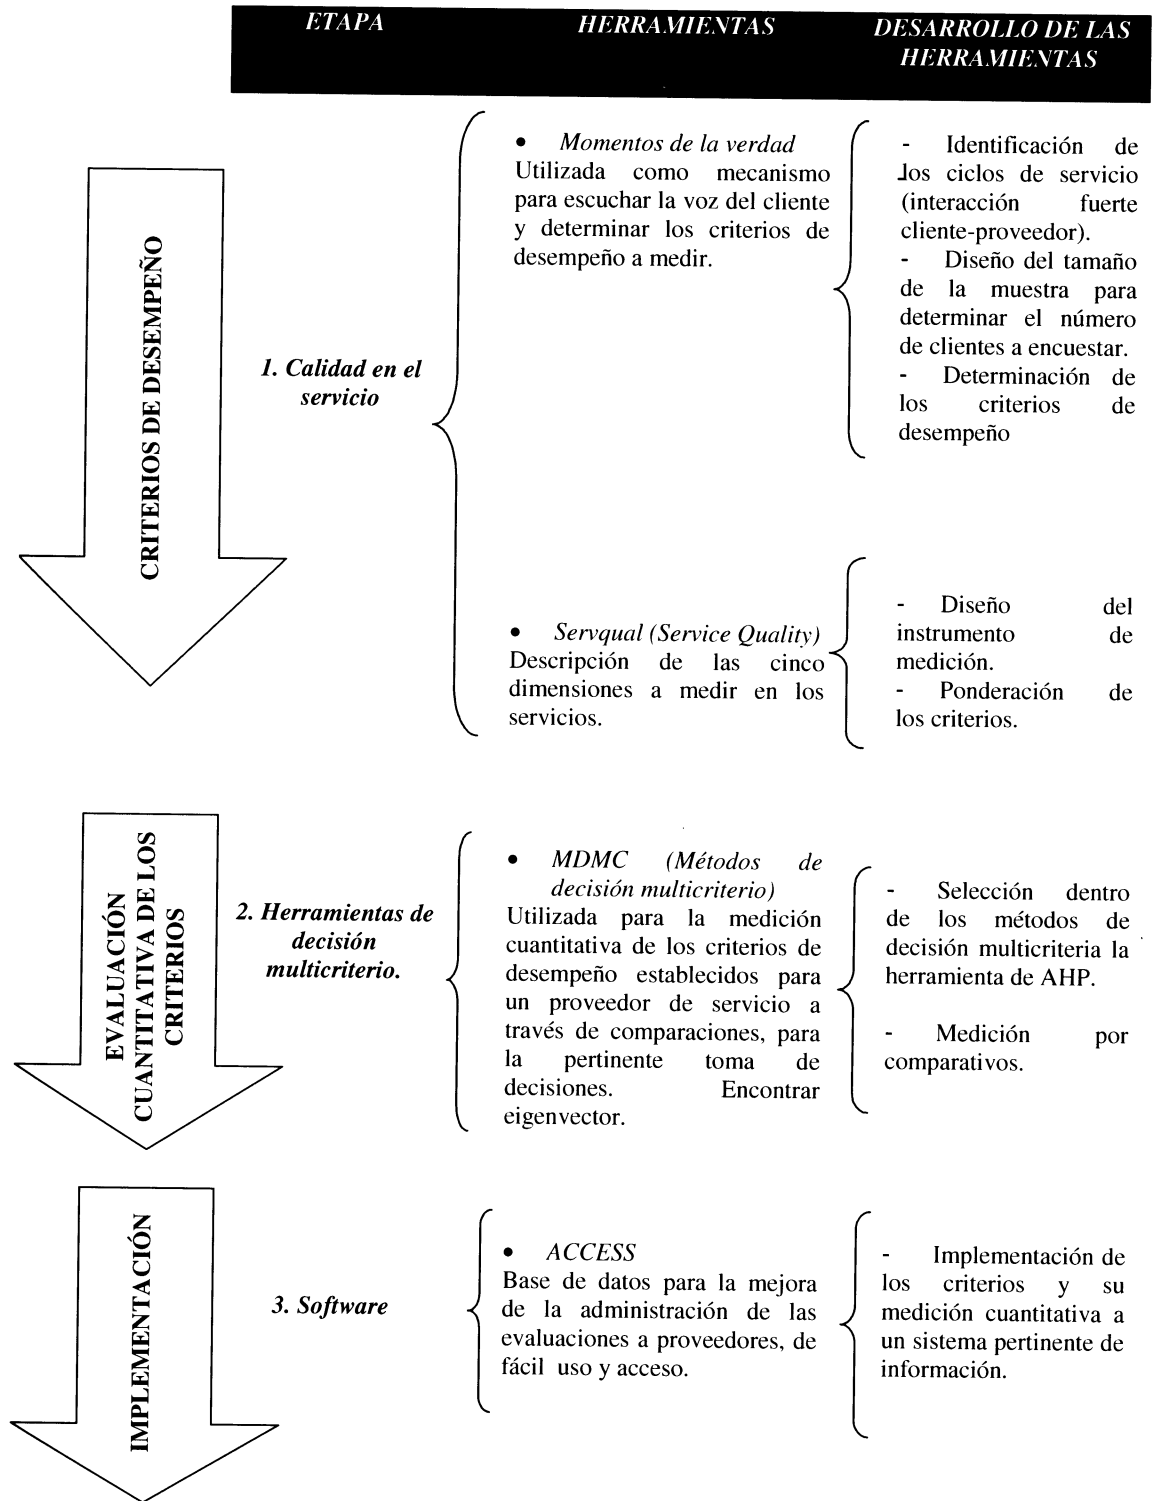 ETAPA
HERRAMIENTAS
DESARROLLO DE LAS
HERRAMIENTAS
CRITERIOS DE DESEMPEÑO
1. Calidad en el
servicio
• Momentos de la verdad
Utilizada como mecanismo
para escuchar la voz del cliente
y determinar los criterios de
desempeño a medir.
- Identificación de
los ciclos de servicio
(interacción fuerte
cliente-proveedor).
- Diseño del tamaño
de la muestra para
determinar el número
de clientes a encuestar.
- Determinación de
los criterios de
desempeño
• Servqual (Service Quality)
Descripción de las cinco
dimensiones a medir en los
servicios.
- Diseño del
instrumento de
medición.
- Ponderación de
los criterios.
EVALUACIÓN
CUANTITATIVA DE LOS
CRITERIOS
2. Herramientas de
decisión
multicriterio.
• MDMC (Métodos de
decisión multicriterio)
Utilizada para la medición
cuantitativa de los criterios de
desempeño establecidos para
un proveedor de servicio a
través de comparaciones, para
la pertinente toma de
decisiones. Encontrar
eigenvector.
- Selección dentro
de los métodos de
decisión multicriteria la
herramienta de AHP.
- Medición por
comparativos.
IMPLEMENTACIÓN
3. Software
• ACCESS
Base de datos para la mejora
de la administración de las
evaluaciones a proveedores, de
fácil uso y acceso.
- Implementación de
los criterios y su
medición cuantitativa a
un sistema pertinente de
información.